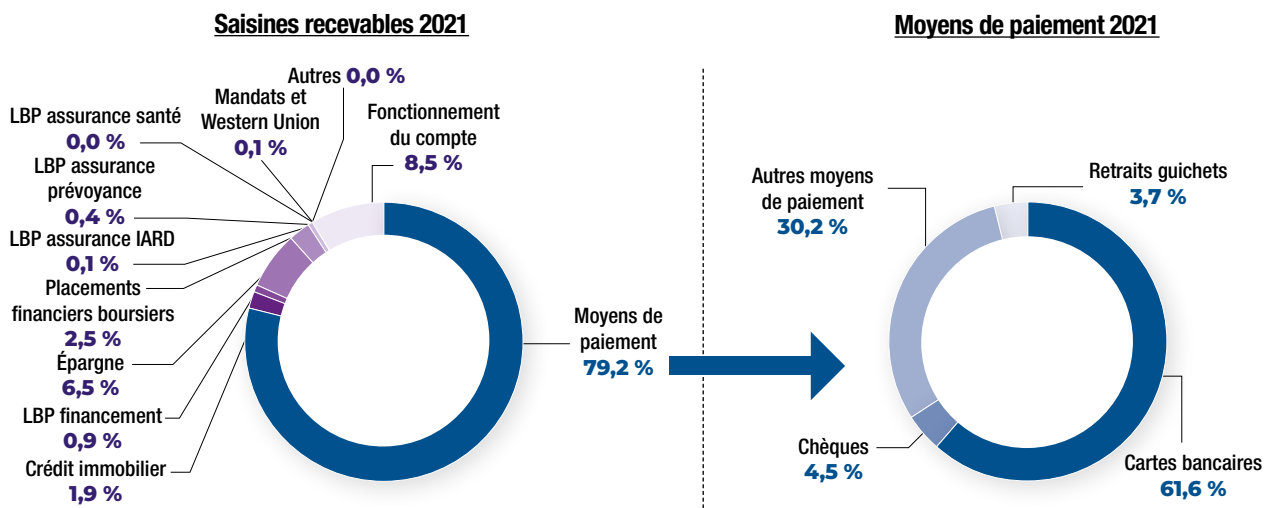 Saisines recevables 2021
Autres 0,0 %
Mandats et
Western Union
0,1 %
Fonctionnement
du compte
8,5 %
LBP assurance santé
0,0 %
LBP assurance
prévoyance
0,4 %
LBP assurance IARD
0,1 %
Placements
financiers boursiers
2,5 %
Épargne
6,5 %
LBP financement
0,9 %
Crédit immobilier
1,9 %
Moyens de
paiement
79,2 %
Moyens de paiement 2021
Autres moyens
de paiement
30,2 %
Retraits guichets
3,7 %
Chèques
4,5 %
Cartes bancaires
61,6 %